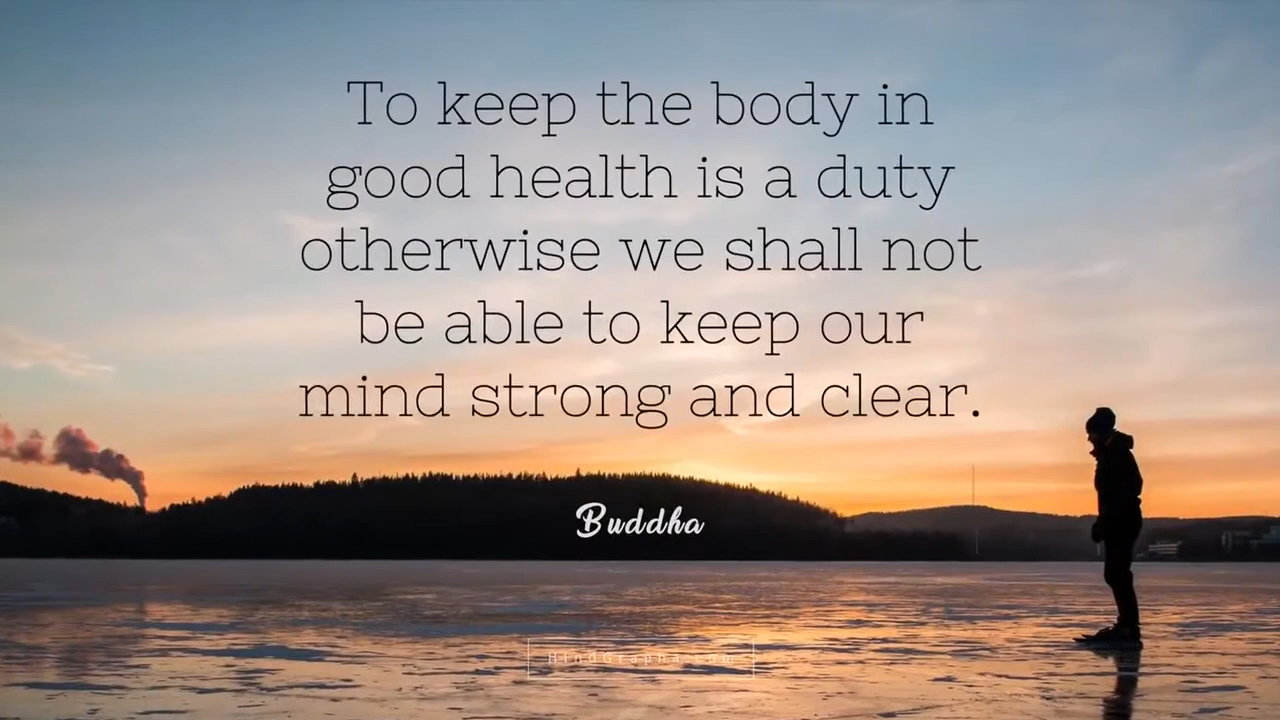 To keep the body in
good health is a duty
otherwise we shall not
be able to keep our
mind strong and clear.
Buddha